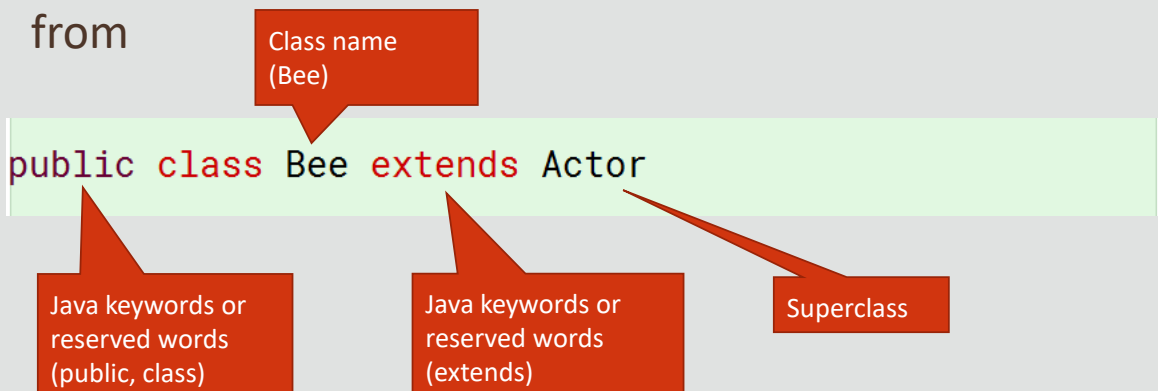 from
Class name
(Bee)
public class Bee extends Actor
Java keywords or
reserved words
(public, class)
Java keywords or
reserved words
(extends)
Superclass